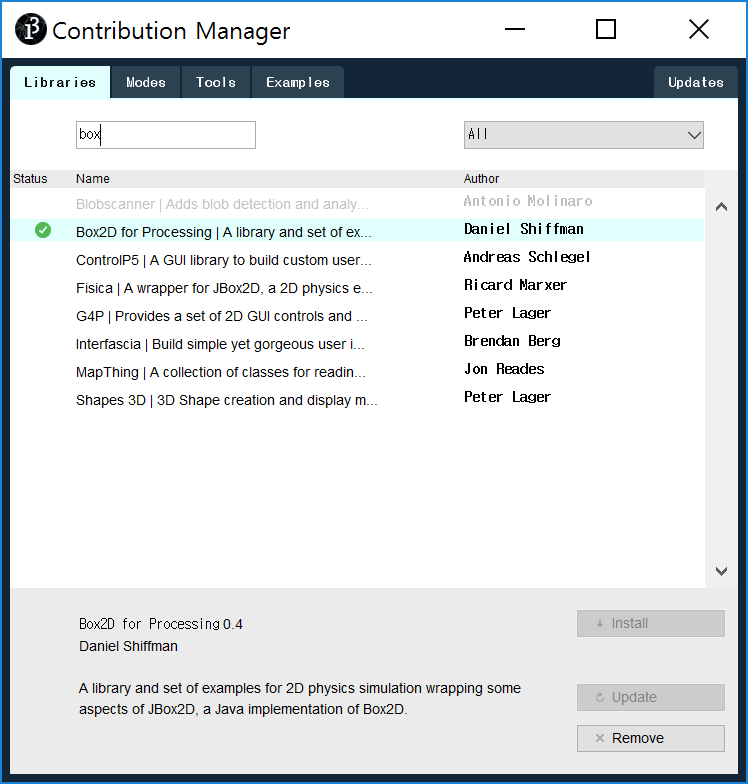 Contribution Manager
Libraries Modes Tools Examples Updates
box All
Status Name Author
Blobscanner | Adds blob detection and analy... Antonio Molinaro
Box2D for Processing | A library and set of ex... Daniel Shiffman
ControlP5 | A GUI library to build custom user... Andreas Schlegel
Fisica | A wrapper for JBox2D, a 2D physics e... Ricard Marxer
G4P | Provides a set of 2D GUI controls and ... Peter Lager
Interfascia | Build simple yet gorgeous user i... Brendan Berg
MapThing | A collection of classes for readin... Jon Reades
Shapes 3D | 3D Shape creation and display m... Peter Lager
Box2D for Processing 0.4
Daniel Shiffman
A library and set of examples for 2D physics simulation wrapping some
aspects of JBox2D, a Java implementation of Box2D.
Install
Update
Remove